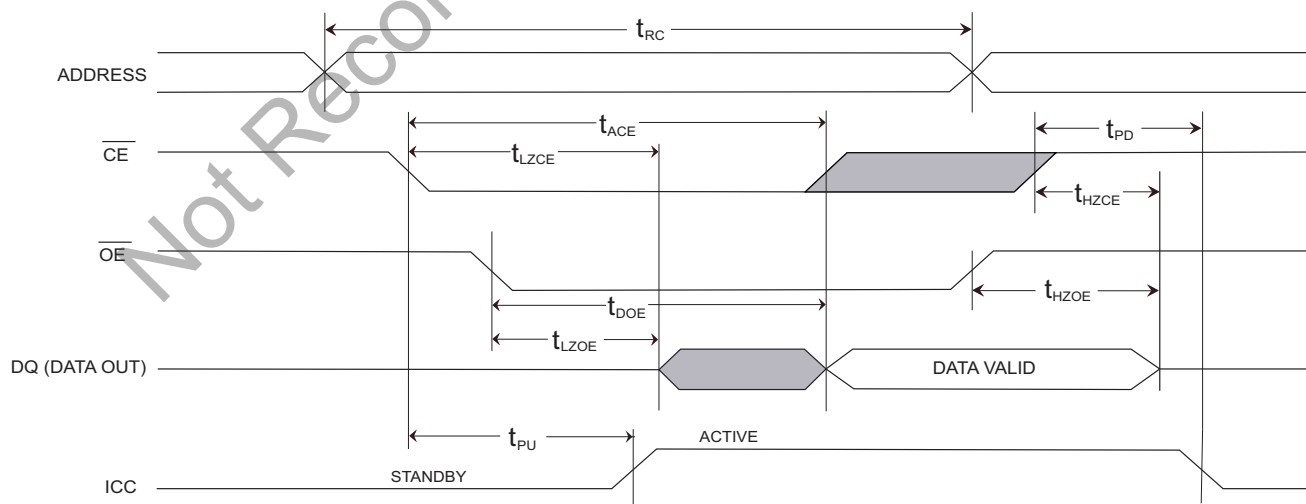 Not Recor
tRC
ADDRESS
tACE
tPD
CE
tLZCE
tHZCE
OE
tHZOE
tDOE
tLZOE
DQ (DATA OUT)
DATA VALID
tPU
ACTIVE
STANDBY
ICC